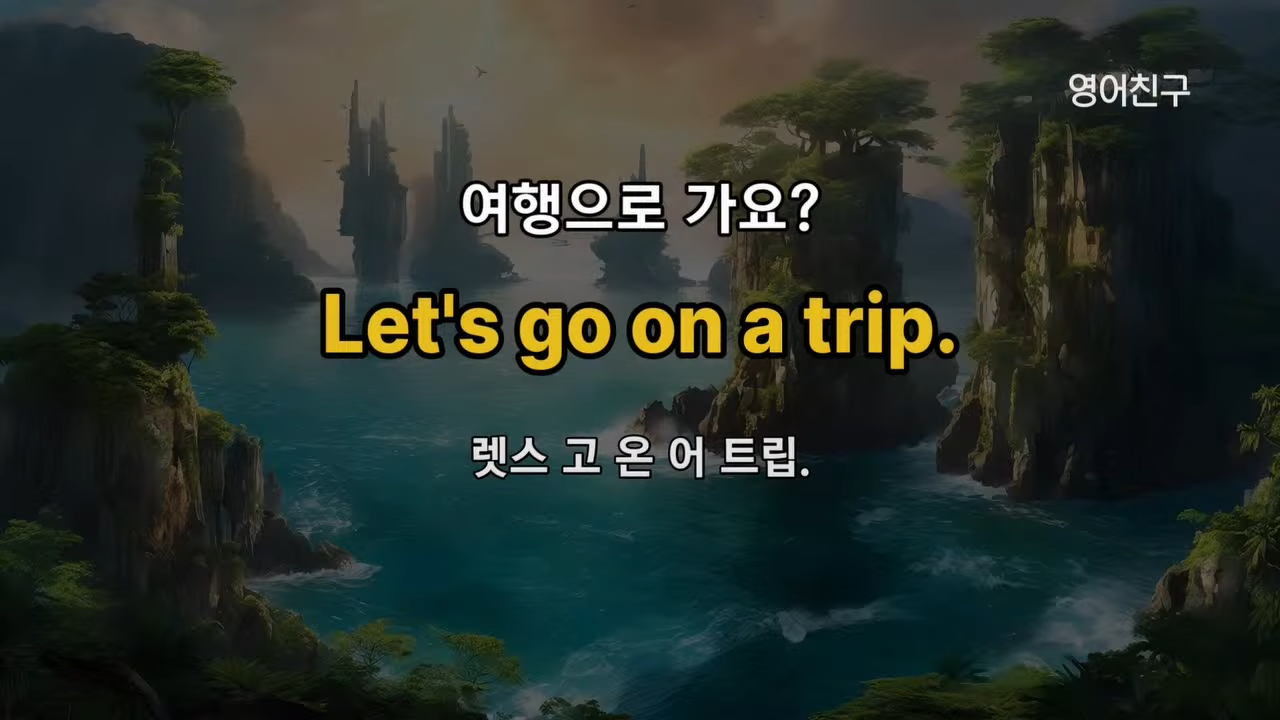 영어친구
여행으로 가요?
Let's go on a trip.
렛스 고 온 어 트립.